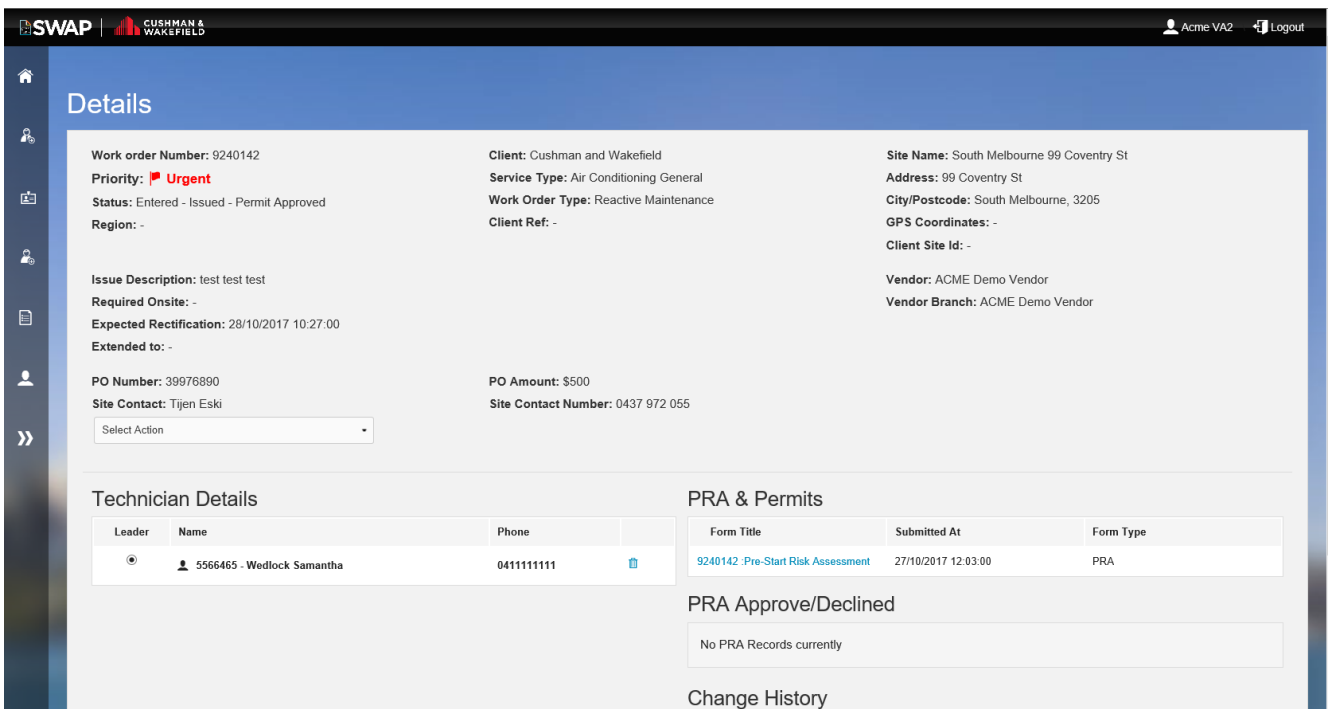 SWAP
CUSHMAN &
WAKEFIELD
Acme VA2
Logout
Details
Work order Number: 9240142
Priority: Urgent
Status: Entered - Issued - Permit Approved
Region: -
Client: Cushman and Wakefield
Service Type: Air Conditioning General
Work Order Type: Reactive Maintenance
Client Ref: -
Site Name: South Melbourne 99 Coventry St
Address: 99 Coventry St
City/Postcode: South Melbourne, 3205
GPS Coordinates: -
Client Site Id: -
Issue Description: test test test
Required Onsite: -
Expected Rectification: 28/10/2017 10:27:00
Extended to: -
Vendor: ACME Demo Vendor
Vendor Branch: ACME Demo Vendor
PO Number: 39976890
Site Contact: Tijen Eski
PO Amount: $500
Site Contact Number: 0437 972 055
Select Action
Technician Details
Leader Name Phone
5566465 - Wedlock Samantha 0411111111
PRA & Permits
Form Title Submitted At Form Type
9240142 :Pre-Start Risk Assessment 27/10/2017 12:03:00 PRA
PRA Approve/Declined
No PRA Records currently
Change History